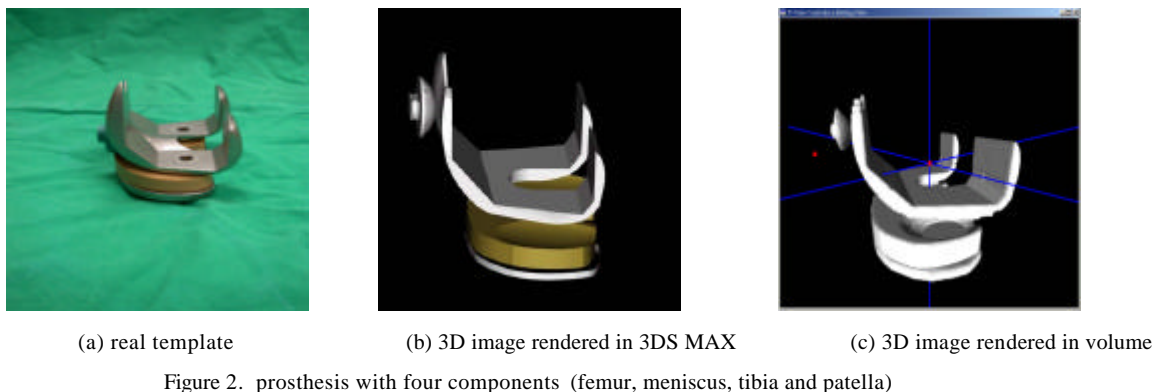 (a) real template
(b) 3D image rendered in 3DS MAX
(c) 3D image rendered in volume
Figure 2. prosthesis with four components (femur, meniscus, tibia and patella)